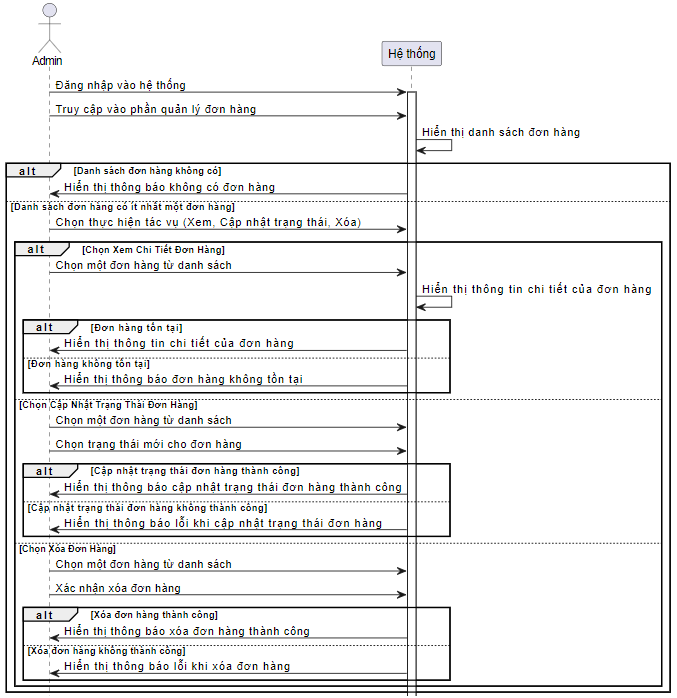 Admin
Hệ thống
Đăng nhập vào hệ thống
Truy cập vào phần quản lý đơn hàng
Hiển thị danh sách đơn hàng
alt [Danh sách đơn hàng không có]
Hiển thị thông báo không có đơn hàng
[Danh sách đơn hàng có ít nhất một đơn hàng]
Chọn thực hiện tác vụ (Xem, Cập nhật trạng thái, Xóa)
alt [Chọn Xem Chi Tiết Đơn Hàng]
Chọn một đơn hàng từ danh sách
Hiển thị thông tin chi tiết của đơn hàng
alt [Đơn hàng tồn tại]
Hiển thị thông tin chi tiết của đơn hàng
[Đơn hàng không tồn tại]
Hiển thị thông báo đơn hàng không tồn tại
[Chọn Cập Nhật Trạng Thái Đơn Hàng]
Chọn một đơn hàng từ danh sách
Chọn trạng thái mới cho đơn hàng
alt [Cập nhật trạng thái đơn hàng thành công]
Hiển thị thông báo cập nhật trạng thái đơn hàng thành công
[Cập nhật trạng thái đơn hàng không thành công]
Hiển thị thông báo lỗi khi cập nhật trạng thái đơn hàng
[Chọn Xóa Đơn Hàng]
Chọn một đơn hàng từ danh sách
Xác nhận xóa đơn hàng
alt [Xóa đơn hàng thành công]
Hiển thị thông báo xóa đơn hàng thành công
[Xóa đơn hàng không thành công]
Hiển thị thông báo lỗi khi xóa đơn hàng